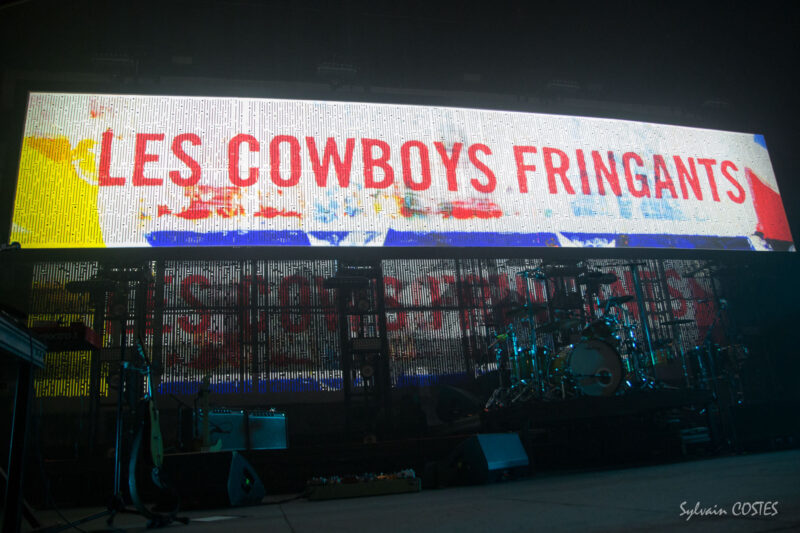 LES COWBOYS FRINGANTS
Sylvain COSTES